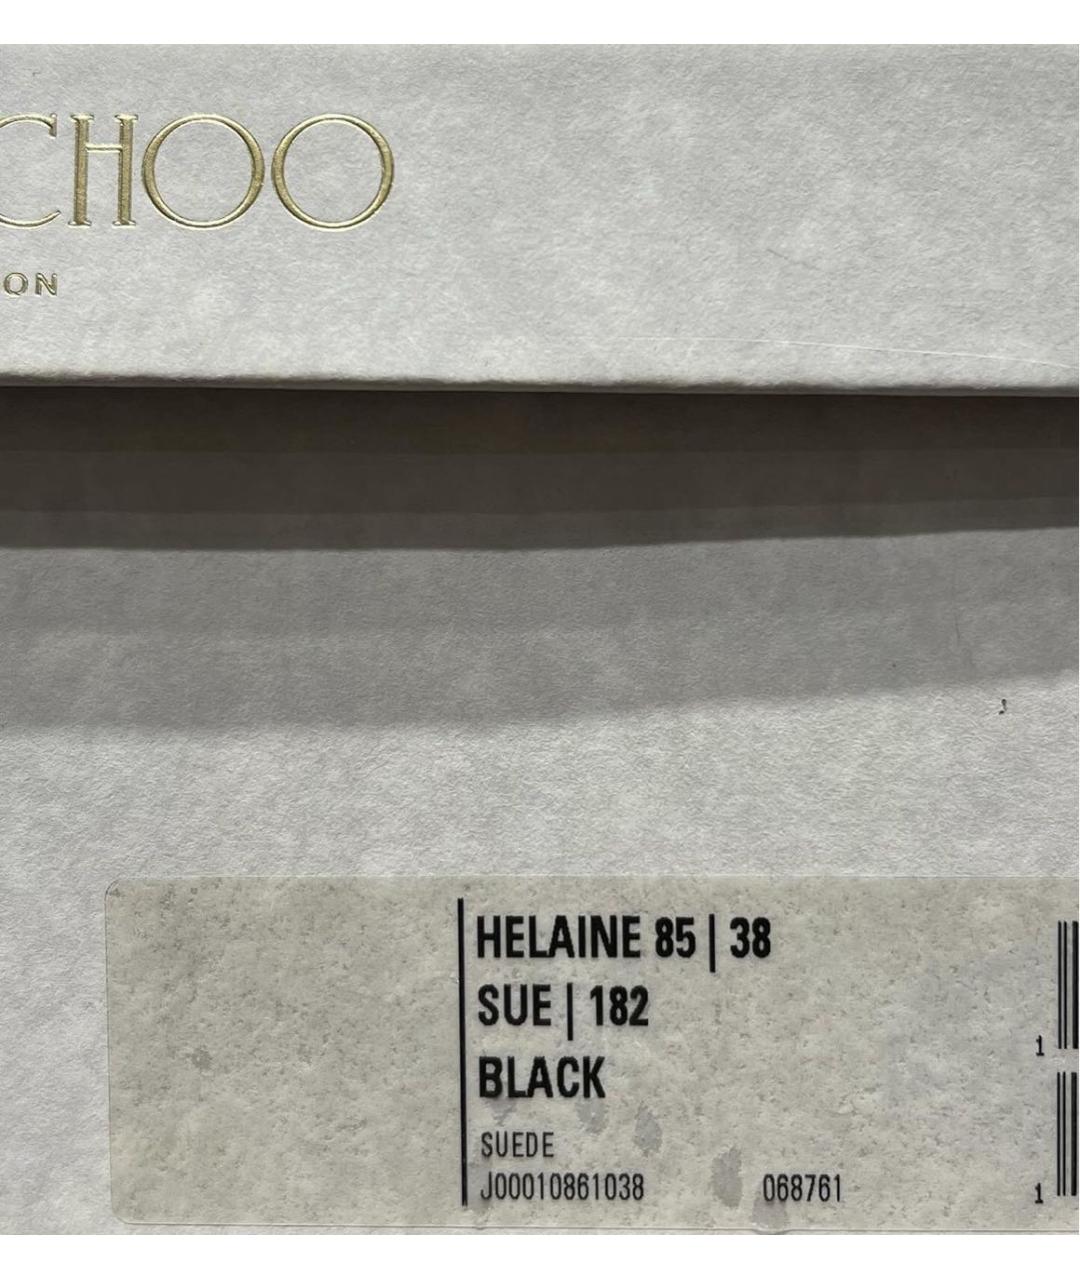 CHOO
ON
HELAINE 85 | 38
SUE | 182
BLACK
SUEDE
J00010861038 068761
1
1